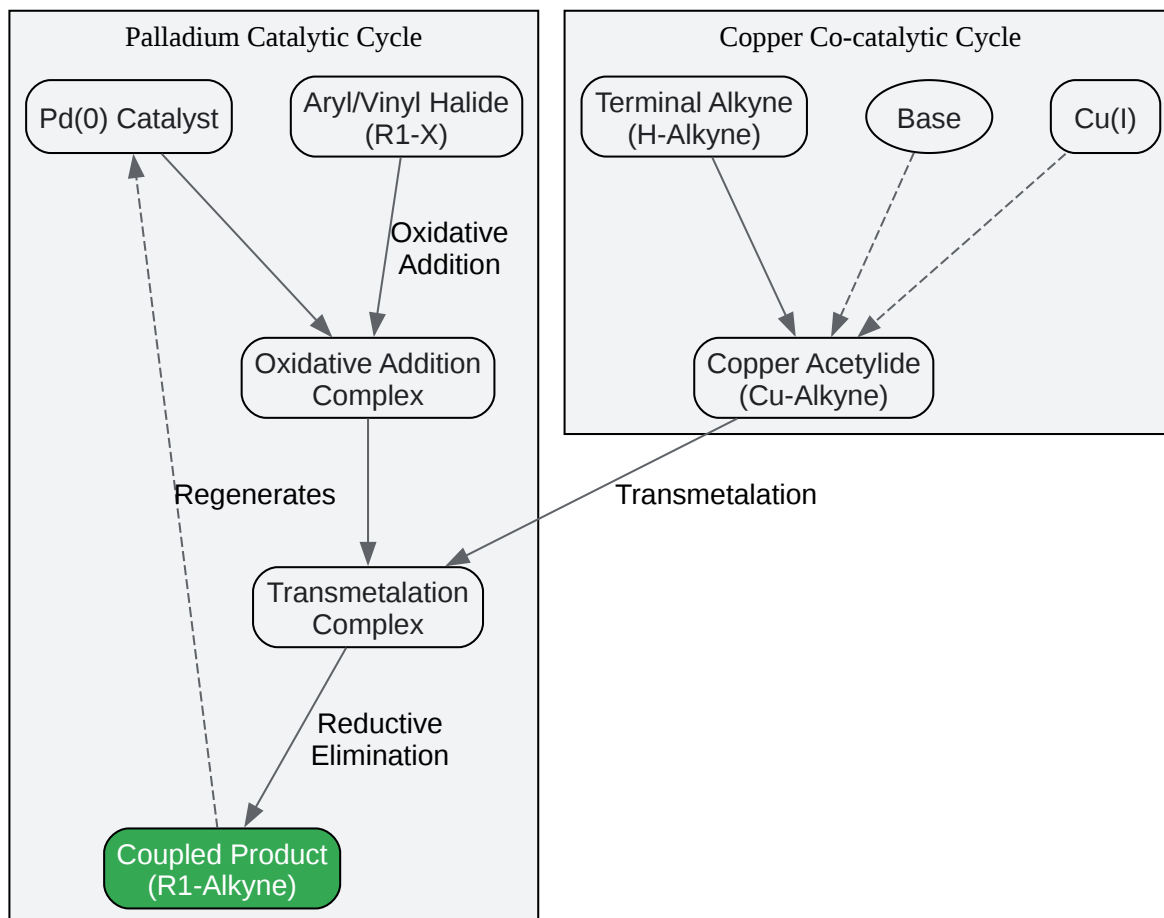 Palladium Catalytic Cycle
Copper Co-catalytic Cycle
Pd(0) Catalyst
Aryl/Vinyl Halide
(R1-X)
Terminal Alkyne
(H-Alkyne)
Base
Cu(I)
Oxidative
Addition
Oxidative Addition
Complex
Copper Acetylide
(Cu-Alkyne)
Regenerates
Transmetalation
Transmetalation
Complex
Reductive
Elimination
Coupled Product
(R1-Alkyne)